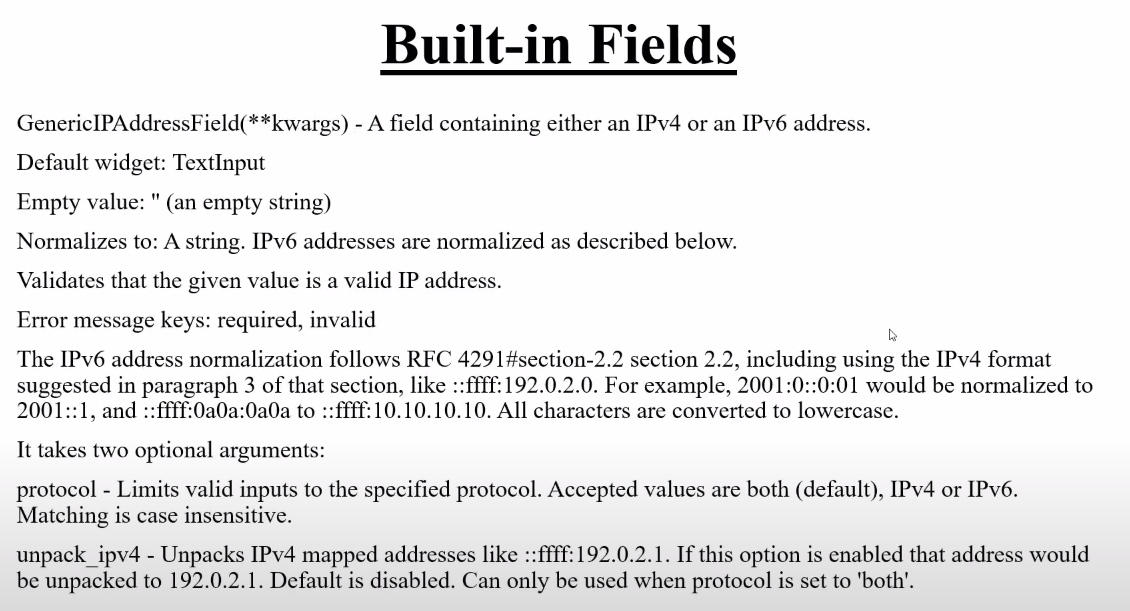 Built-in Fields
GenericIPAddressField(**kwargs) - A field containing either an IPv4 or an IPv6 address.
Default widget: TextInput
Empty value: '' (an empty string)
Normalizes to: A string. IPv6 addresses are normalized as described below.
Validates that the given value is a valid IP address.
Error message keys: required, invalid
The IPv6 address normalization follows RFC 4291#section-2.2 section 2.2, including using the IPv4 format
suggested in paragraph 3 of that section, like ::ffff:192.0.2.0. For example, 2001:0::0:01 would be normalized to
2001::1, and ::ffff:0a0a:0a0a to ::ffff:10.10.10.10. All characters are converted to lowercase.
It takes two optional arguments:
protocol - Limits valid inputs to the specified protocol. Accepted values are both (default), IPv4 or IPv6.
Matching is case insensitive.
unpack_ipv4 - Unpacks IPv4 mapped addresses like ::ffff:192.0.2.1. If this option is enabled that address would
be unpacked to 192.0.2.1. Default is disabled. Can only be used when protocol is set to 'both'.